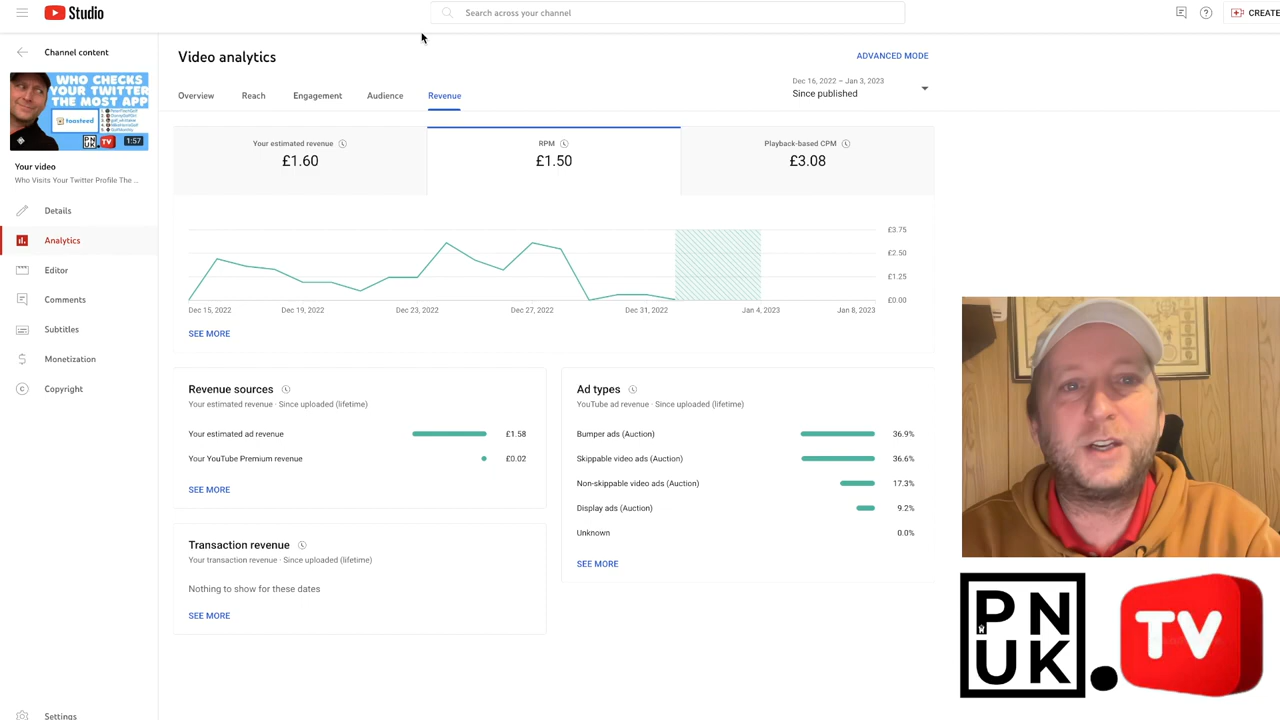 Studio
Search across your channel
CREATE
Channel content
WHO CHECKS
YOUR TWITTER
THE MOST APP
1:57
Your video
Who Visits Your Twitter Profile The ...
Details
Analytics
Editor
Comments
Subtitles
Monetization
Copyright
Settings
Video analytics
ADVANCED MODE
Dec 16, 2022 – Jan 3, 2023
Since published
Overview
Reach
Engagement
Audience
Revenue
Your estimated revenue
£1.60
RPM
£1.50
Playback-based CPM
£3.08
£3.75
£2.50
£1.25
£0.00
Dec 15, 2022
Dec 19, 2022
Dec 23, 2022
Dec 27, 2022
Dec 31, 2022
Jan 4, 2023
Jan 8, 2023
SEE MORE
Revenue sources
Your estimated revenue · Since uploaded (lifetime)
Your estimated ad revenue £1.58
Your YouTube Premium revenue £0.02
SEE MORE
Transaction revenue
Your transaction revenue · Since uploaded (lifetime)
Nothing to show for these dates
SEE MORE
Ad types
YouTube ad revenue · Since uploaded (lifetime)
Bumper ads (Auction) 36.9%
Skippable video ads (Auction) 36.6%
Non-skippable video ads (Auction) 17.3%
Display ads (Auction) 9.2%
Unknown 0.0%
SEE MORE
PN
UK.
TV